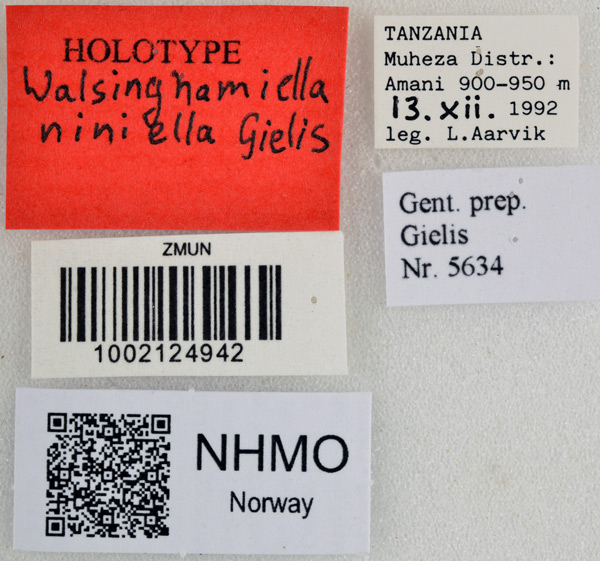 HOLOTYPE
Walsinghamiella
niniella Gielis
TANZANIA
Muheza Distr.:
Amani 900-950 m
13.xii. 1992
leg. L.Aarvik
Gent. prep.
Gielis
Nr. 5634
ZMUN
1002124942
NHMO
Norway